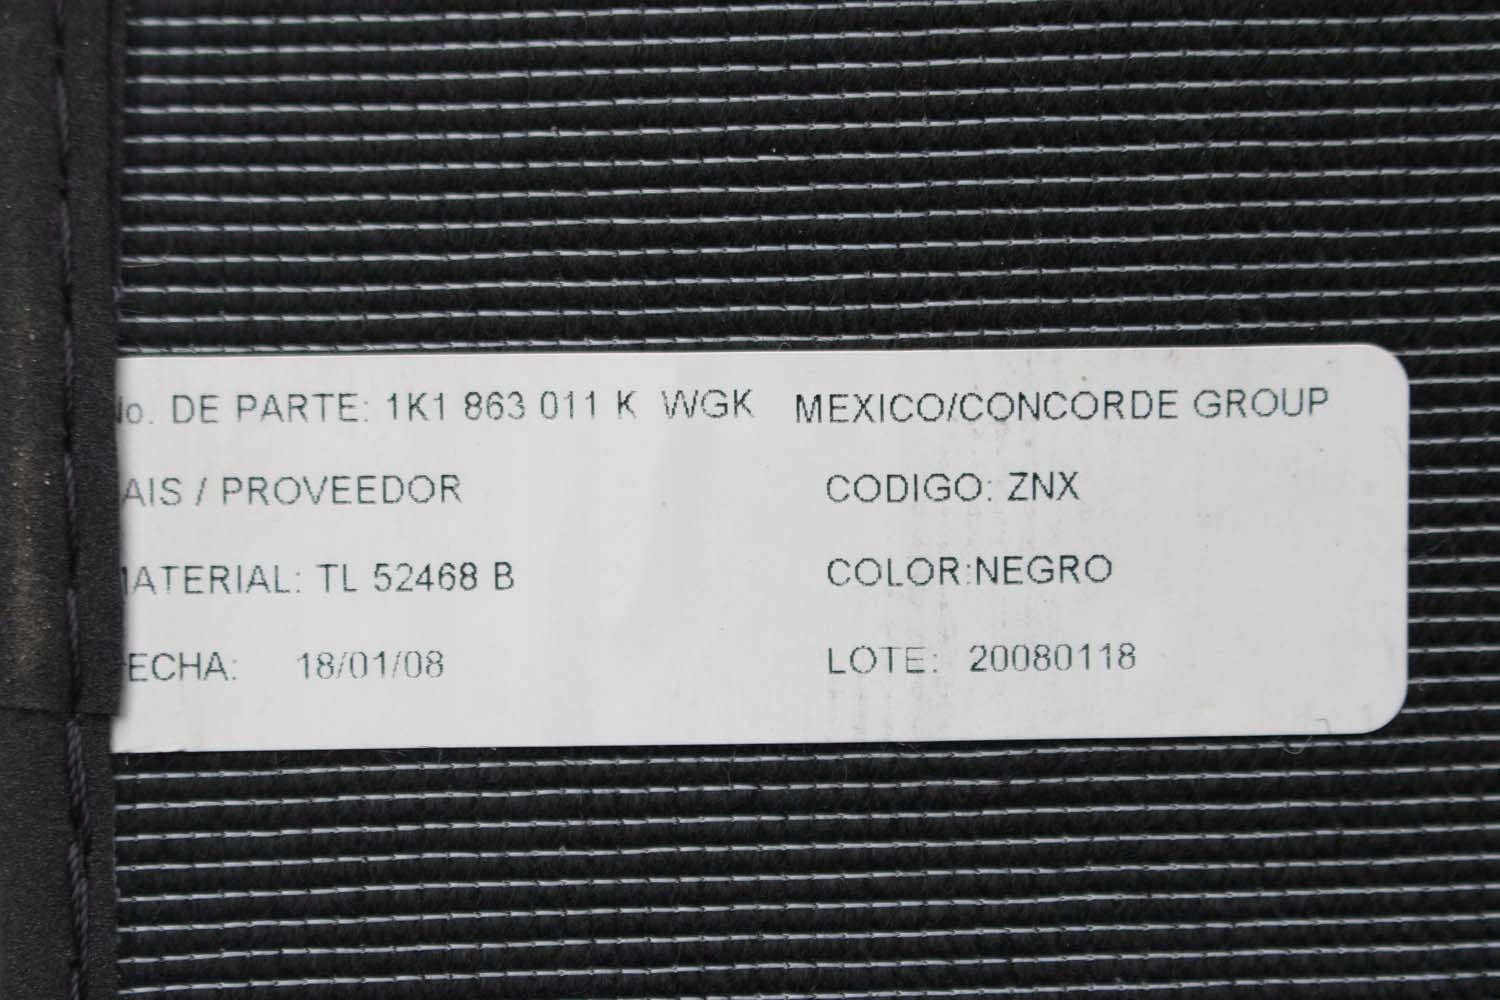 No. DE PARTE: 1K1 863 011 K WGK MEXICO/CONCORDE GROUP
AIS / PROVEEDOR CODIGO: ZNX
MATERIAL: TL 52468 B COLOR:NEGRO
FECHA: 18/01/08 LOTE: 20080118